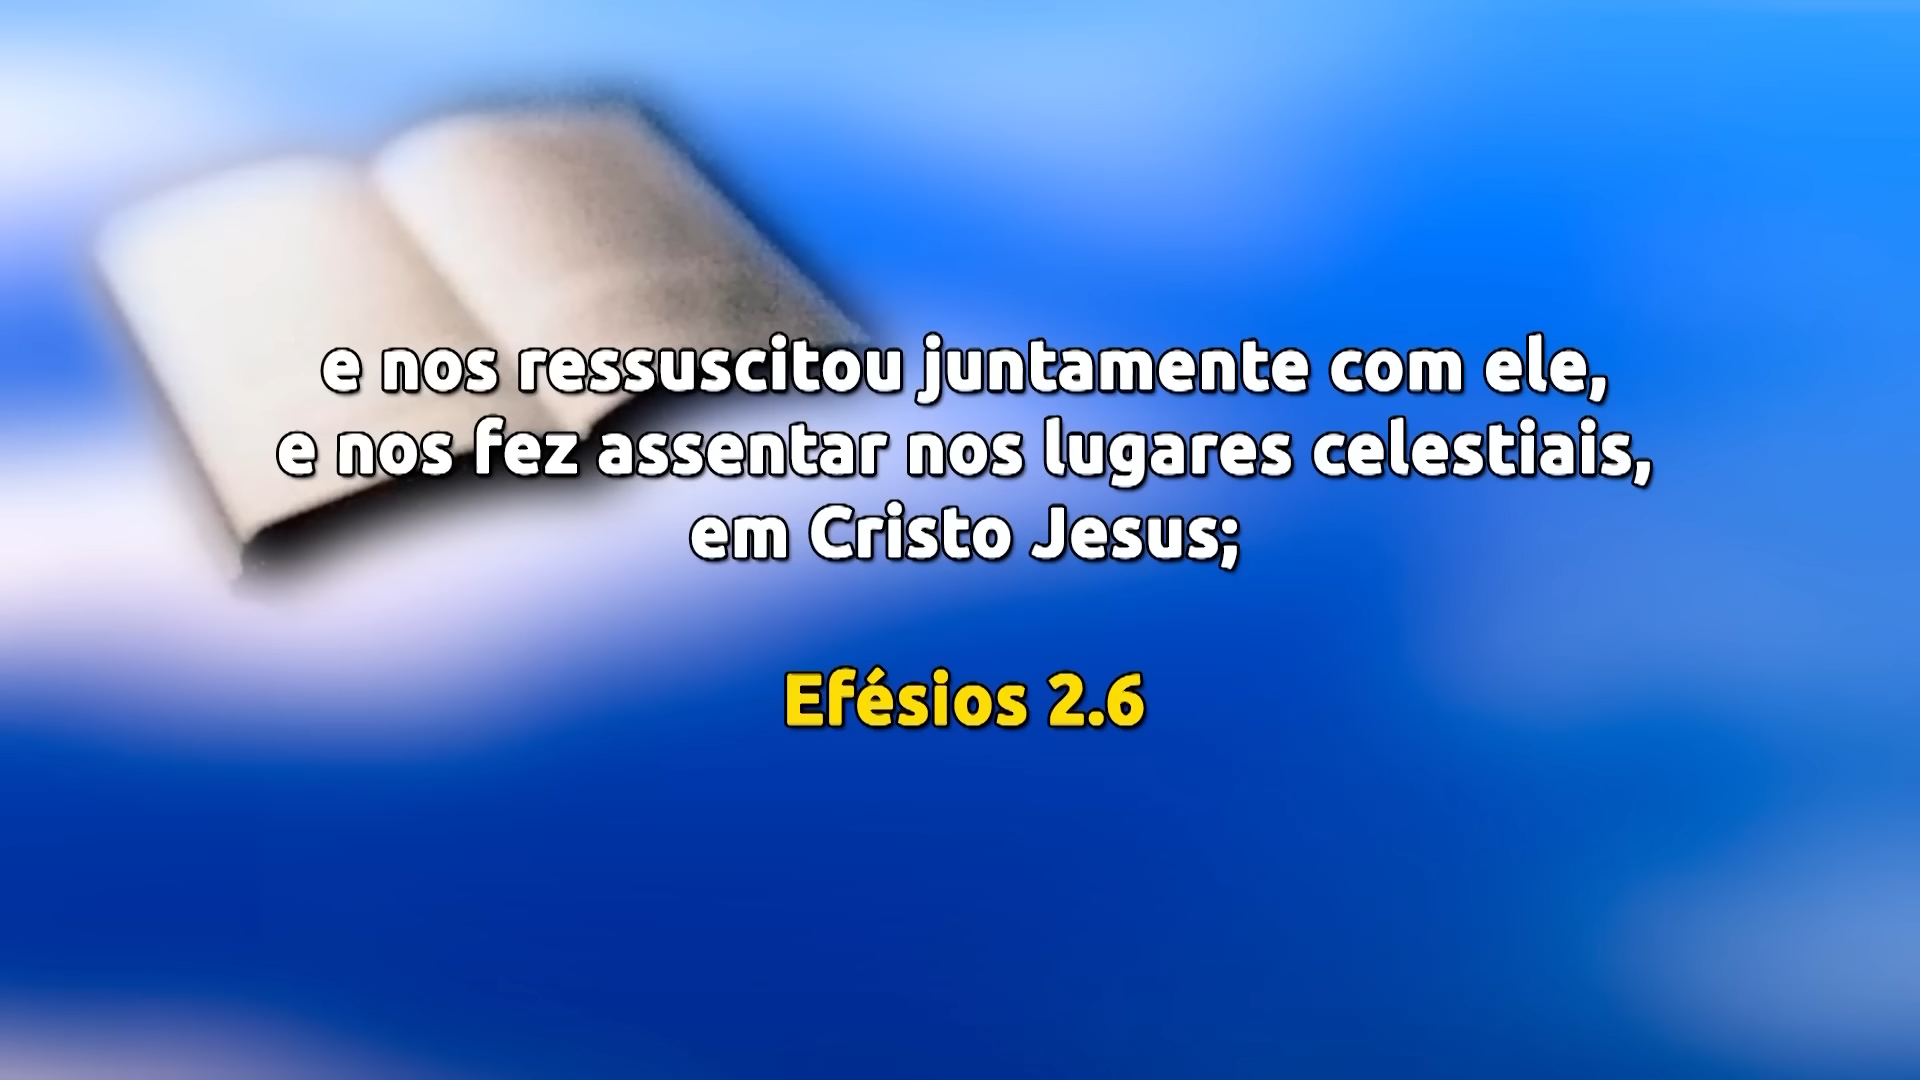 e nos ressuscitou juntamente com ele,
e nos fez assentar nos lugares celestiais,
em Cristo Jesus;
Efésios 2.6